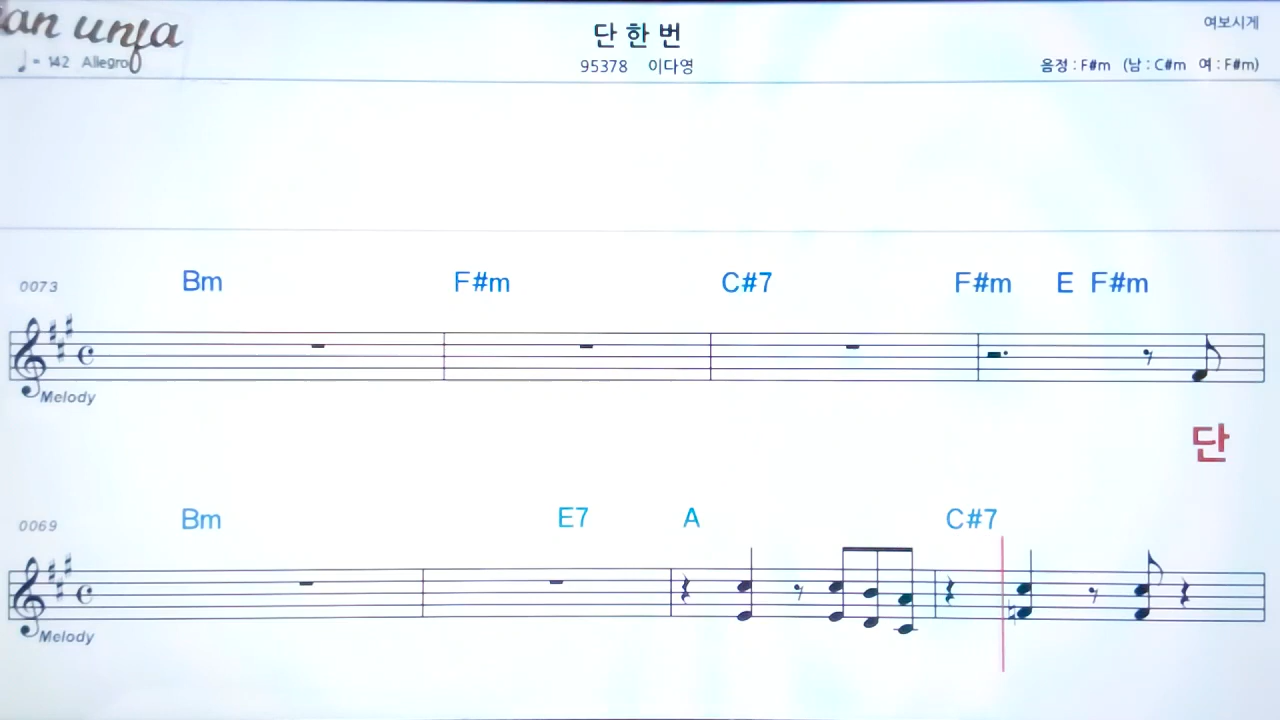 an unfa
단 한 번
여보시게
♩ = 142 Allegro
95378 이다영
음정 : F#m (남 : C#m 여 : F#m)
0073 Bm F#m C#7 F#m E F#m
Melody
단
0069 Bm E7 A C#7
Melody